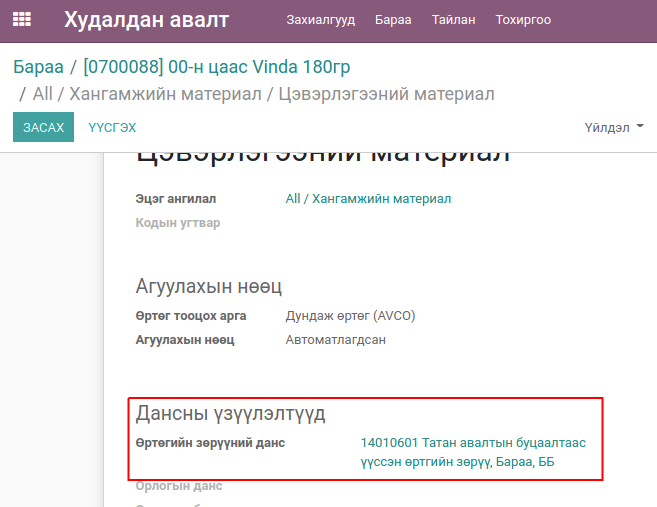 Худалдан авалт Захиалгууд Бараа Тайлан Тохиргоо
Бараа / [0700088] 00-н цаас Vinda 180гр
/ All / Хангамжийн материал / Цэвэрлэгээний материал
ЗАСАХ ҮҮСГЭХ Үйлдэл
Цэвэрлэгээний материал
Эцэг ангилал All / Хангамжийн материал
Кодын угтвар
Агуулахын нөөц
Өртөг тооцох арга Дундаж өртөг (AVCO)
Агуулахын нөөц Автоматлагдсан
Дансны үзүүлэлтүүд
Өртөгийн зөрүүний данс 14010601 Татан авалтын буцаалтаас
үүссэн өртгийн зөрүү, Бараа, ББ
Орлогын данс